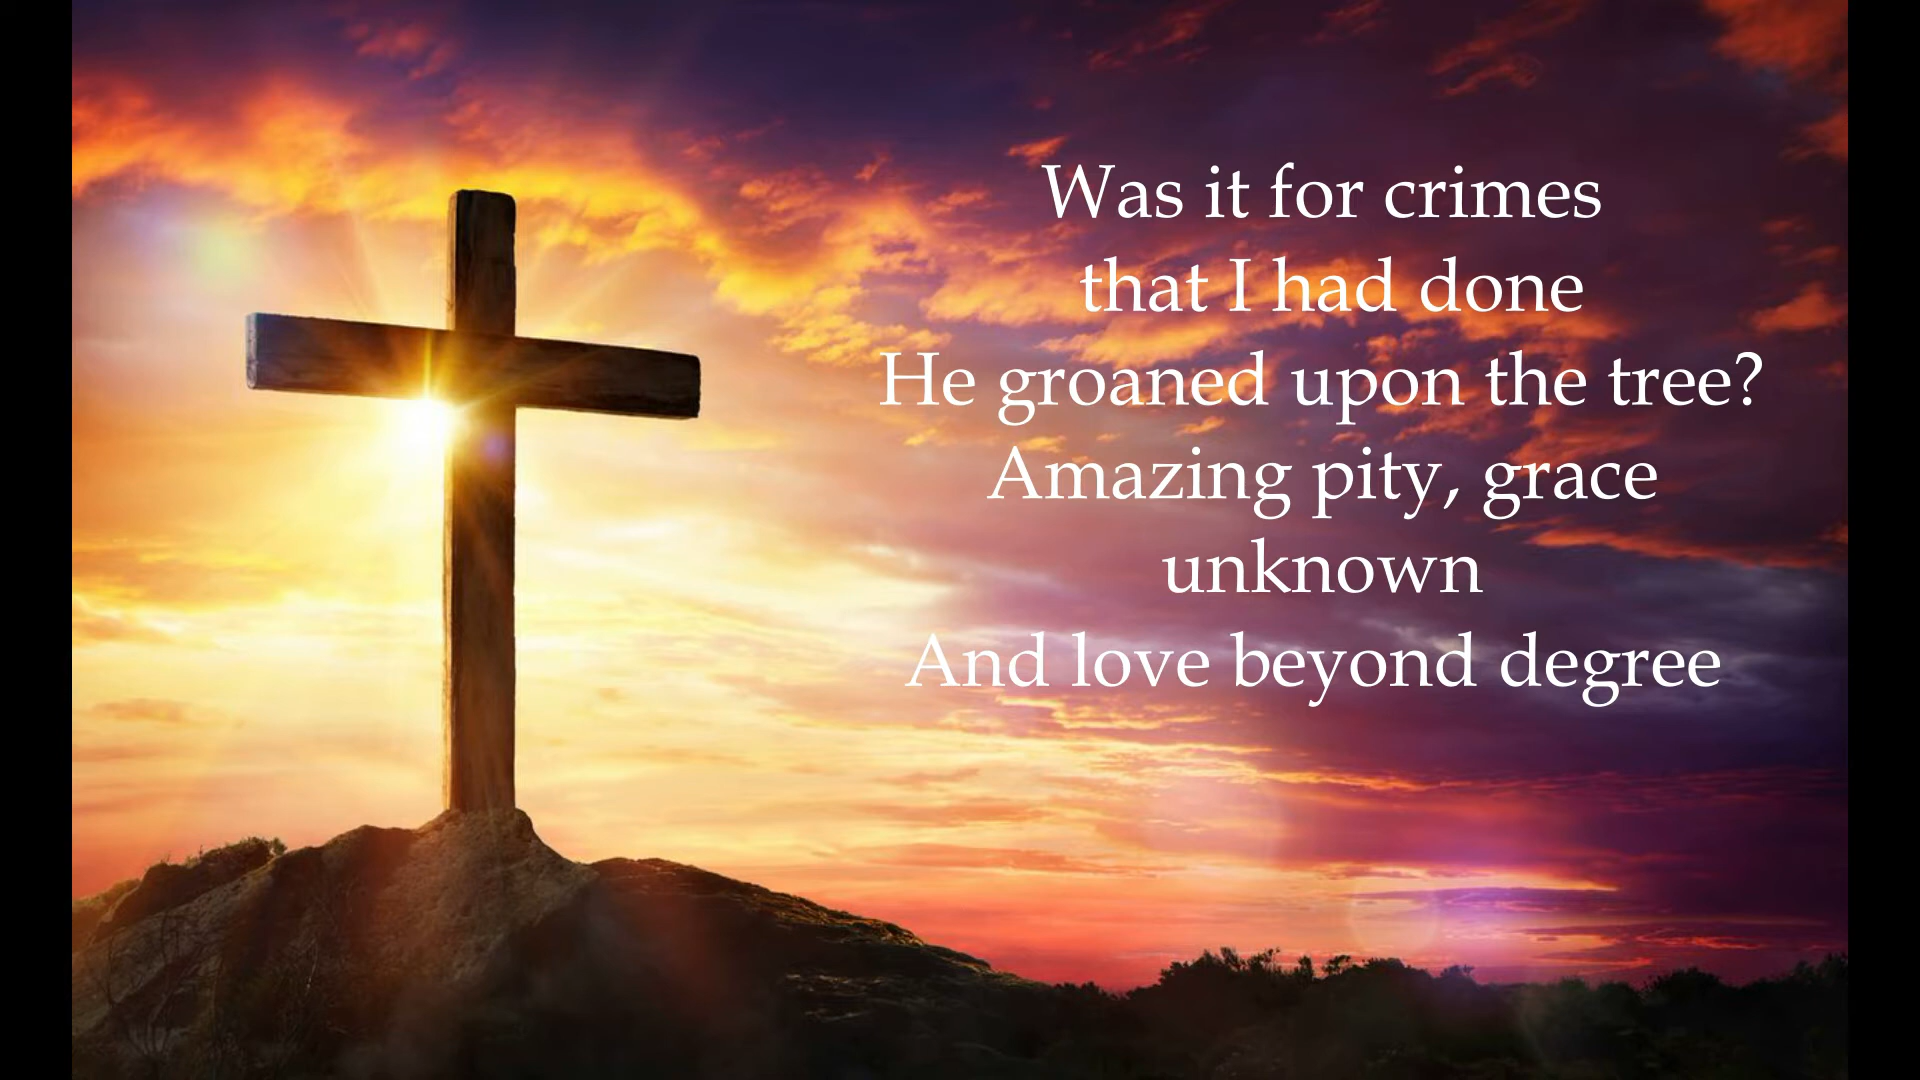 Was it for crimes
that I had done
He groaned upon the tree?
Amazing pity, grace
unknown
And love beyond degree